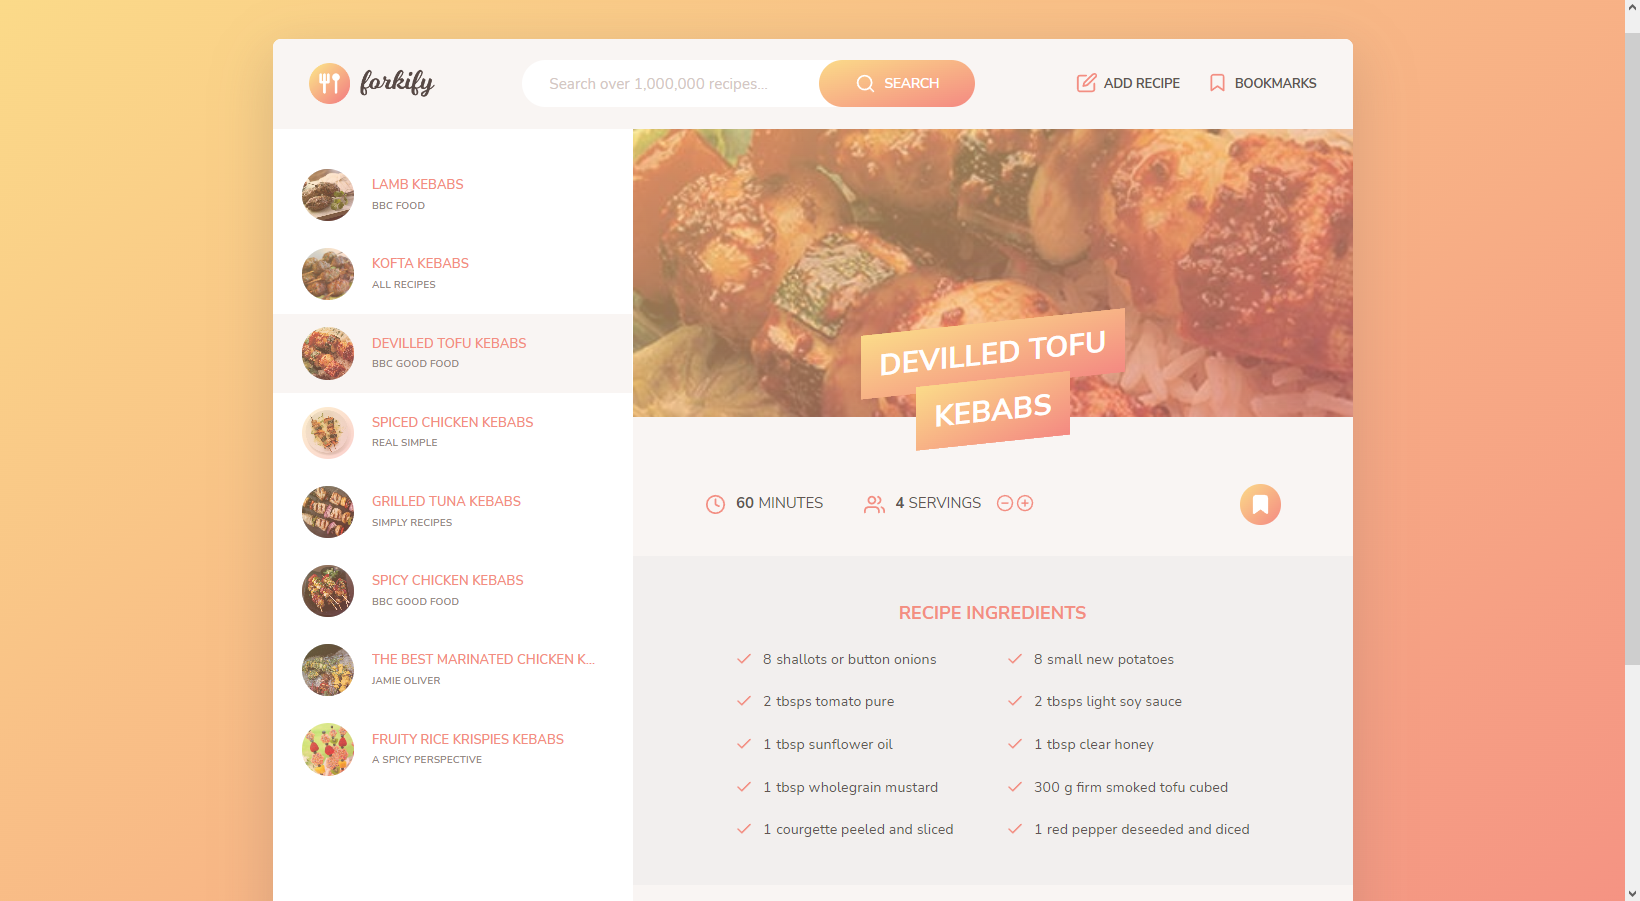 forkify
Search over 1,000,000 recipes...
SEARCH
ADD RECIPE
BOOKMARKS
LAMB KEBABS
BBC FOOD
KOFTA KEBABS
ALL RECIPES
DEVILLED TOFU KEBABS
BBC GOOD FOOD
SPICED CHICKEN KEBABS
REAL SIMPLE
GRILLED TUNA KEBABS
SIMPLY RECIPES
SPICY CHICKEN KEBABS
BBC GOOD FOOD
THE BEST MARINATED CHICKEN K...
JAMIE OLIVER
FRUITY RICE KRISPIES KEBABS
A SPICY PERSPECTIVE
DEVILLED TOFU
KEBABS
60 MINUTES
4 SERVINGS
RECIPE INGREDIENTS
8 shallots or button onions
8 small new potatoes
2 tbsps tomato pure
2 tbsps light soy sauce
1 tbsp sunflower oil
1 tbsp clear honey
1 tbsp wholegrain mustard
300 g firm smoked tofu cubed
1 courgette peeled and sliced
1 red pepper deseeded and diced